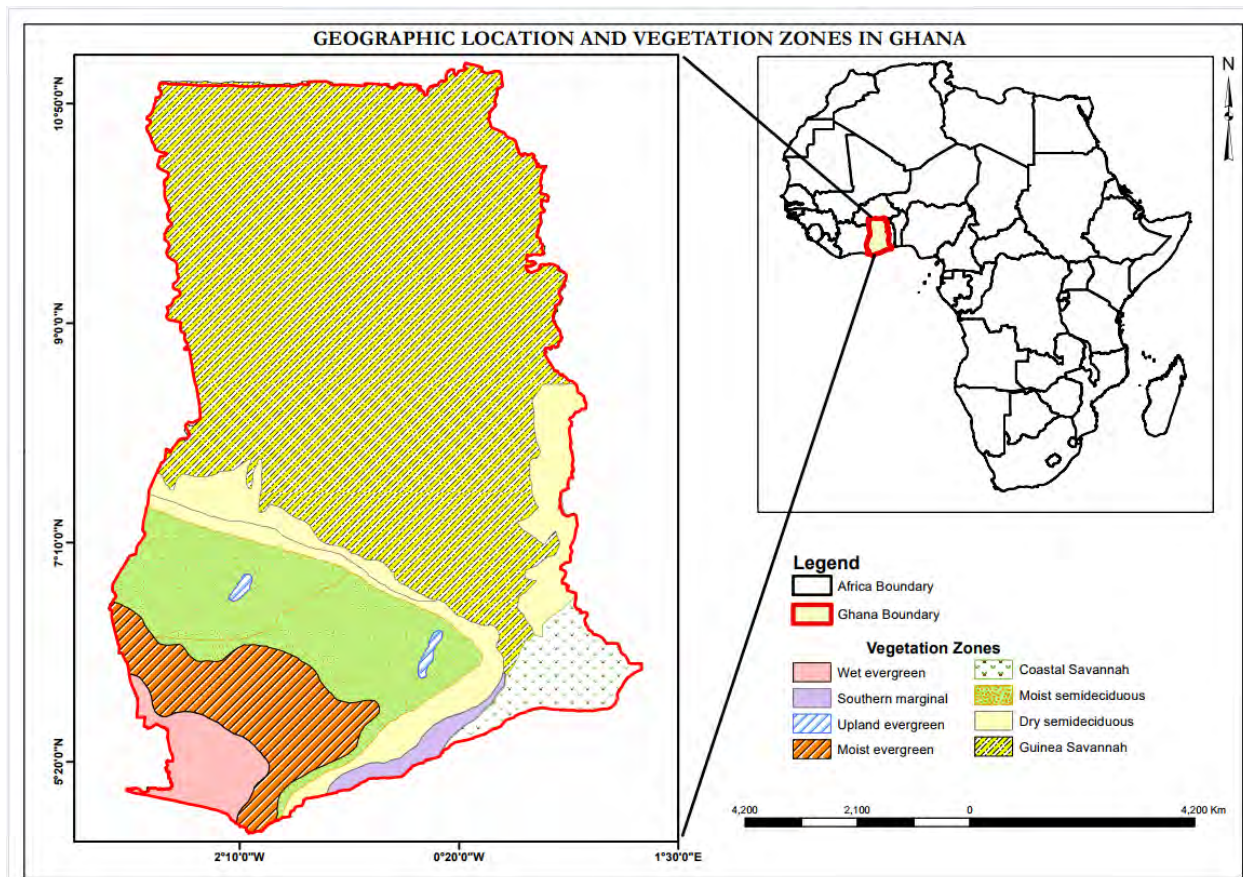 GEOGRAPHIC LOCATION AND VEGETATION ZONES IN GHANA
10°50'0"N
9°0'0"N
7°10'0"N
5°20'0"N
2°10'0"W
0°20'0"W
1°30'0"E
N
Legend
Africa Boundary
Ghana Boundary
Vegetation Zones
Wet evergreen
Southern marginal
Upland evergreen
Moist evergreen
Coastal Savannah
Moist semideciduous
Dry semideciduous
Guinea Savannah
4,200 2,100 0 4,200 Km